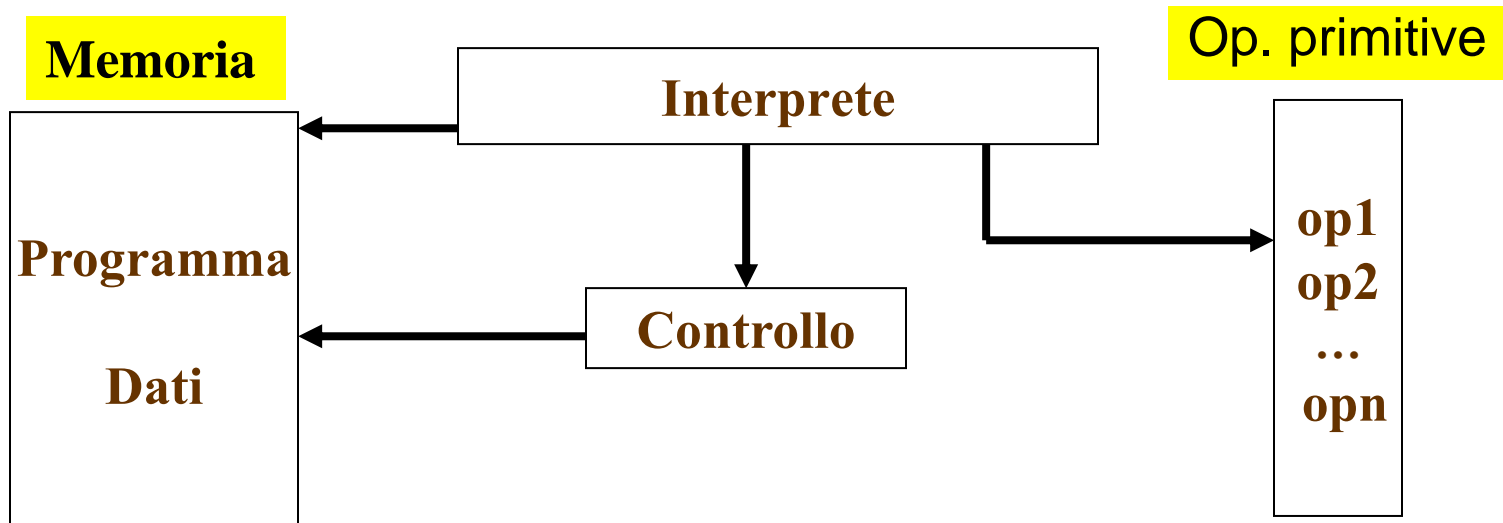 Memoria
Interprete
Op. primitive
Programma
Dati
Controllo
op1
op2
…
opn